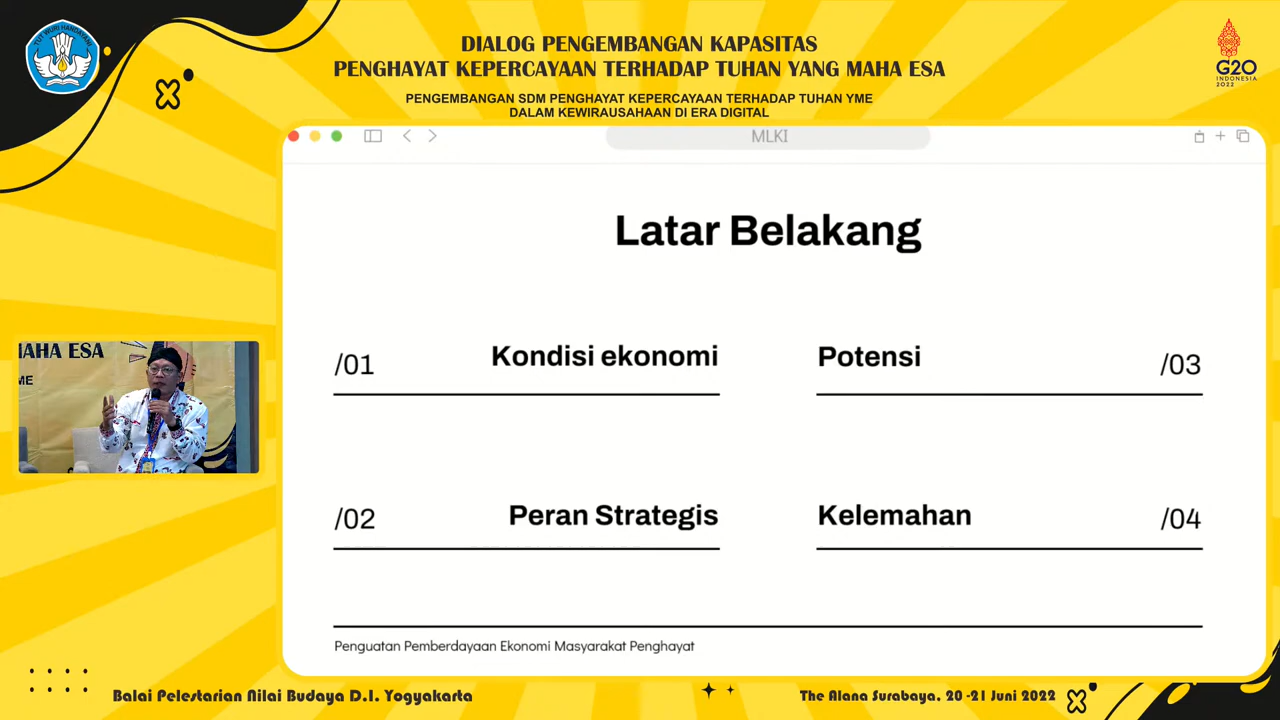 TUT WURI HANDAYANI
DIALOG PENGEMBANGAN KAPASITAS
PENGHAYAT KEPERCAYAAN TERHADAP TUHAN YANG MAHA ESA
PENGEMBANGAN SDM PENGHAYAT KEPERCAYAAN TERHADAP TUHAN YME
DALAM KEWIRAUSAHAAN DI ERA DIGITAL
G20
INDONESIA
2022
MLKI
Latar Belakang
/01 Kondisi ekonomi
Potensi /03
/02 Peran Strategis
Kelemahan /04
Penguatan Pemberdayaan Ekonomi Masyarakat Penghayat
MAHA ESA
ME
Balai Pelestarian Nilai Budaya D.I. Yogyakarta
The Alana Surabaya, 20 -21 Juni 2022